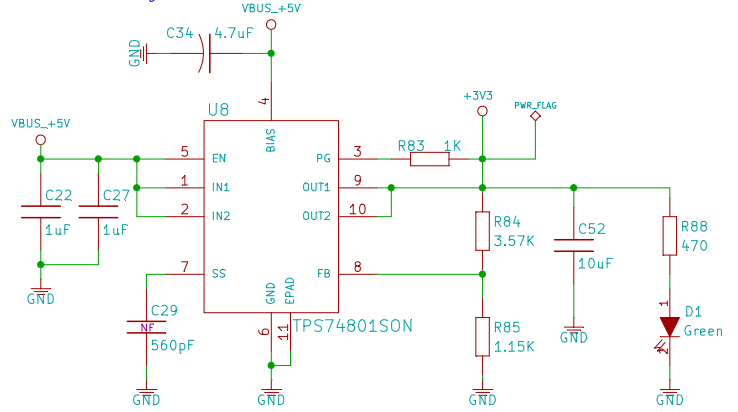 VBUS_+5V
C34 4.7uF
GND
4
U8
BIAS
+3V3
PWR_FLAG
VBUS_+5V
R83 1K
5 EN PG 3
1 IN1 OUT1 9
2 IN2 OUT2 10
C22 C27
1uF 1uF
R84
3.57K
C52
10uF
R88
470
7 SS FB 8
GND
GND EPAD
C29
NF
560pF
6 11
TPS74801SON
R85
1.15K
GND
1
D1
Green
2
GND GND GND GND